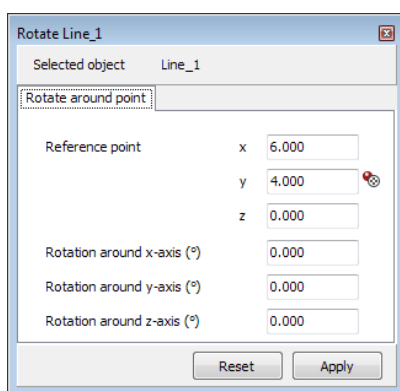 Rotate Line_1
Selected object Line_1
Rotate around point
Reference point x 6.000
y 4.000
z 0.000
Rotation around x-axis (º) 0.000
Rotation around y-axis (º) 0.000
Rotation around z-axis (º) 0.000
Reset Apply